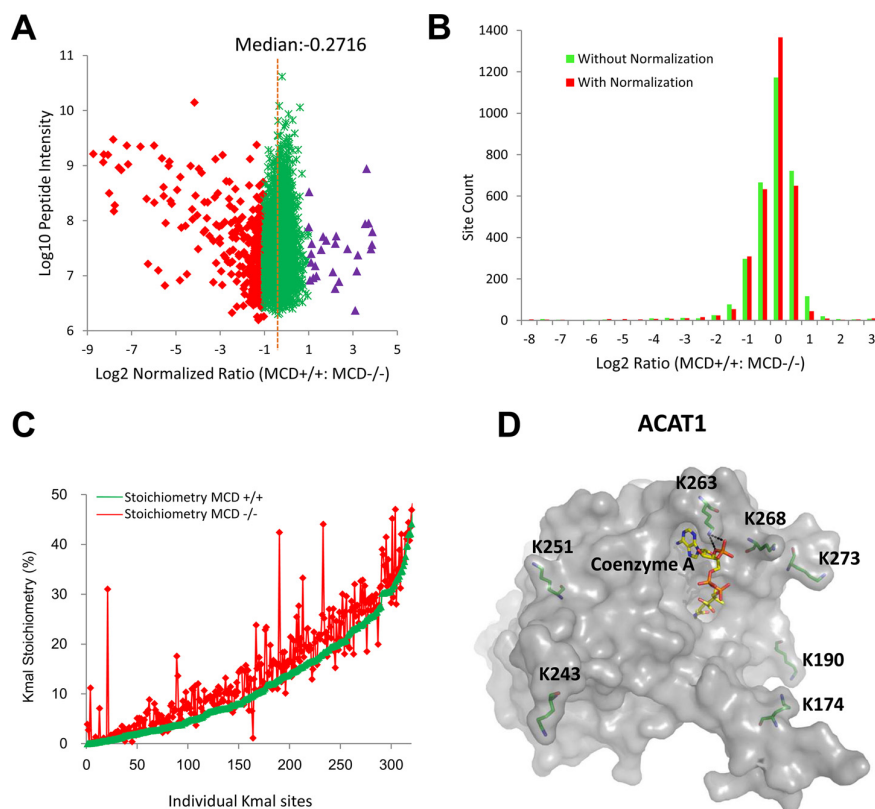 A
Median:-0.2716
11
10
9
8
7
6
Log10 Peptide Intensity
-9 -7 -5 -3 -1 1 3 5
Log2 Normalized Ratio (MCD+/+: MCD-/-)
B
Without Normalization
With Normalization
1400
1200
1000
800
600
400
200
0
Site Count
-8 -7 -6 -5 -4 -3 -2 -1 0 1 2 3
Log2 Ratio (MCD+/+: MCD-/-)
C
Stoichiometry MCD +/+
Stoichiometry MCD -/-
50
40
30
20
10
0
Kmal Stoichiometry (%)
0 50 100 150 200 250 300
Individual Kmal sites
D
ACAT1
K263
K268
K251
Coenzyme A
K273
K190
K243
K174